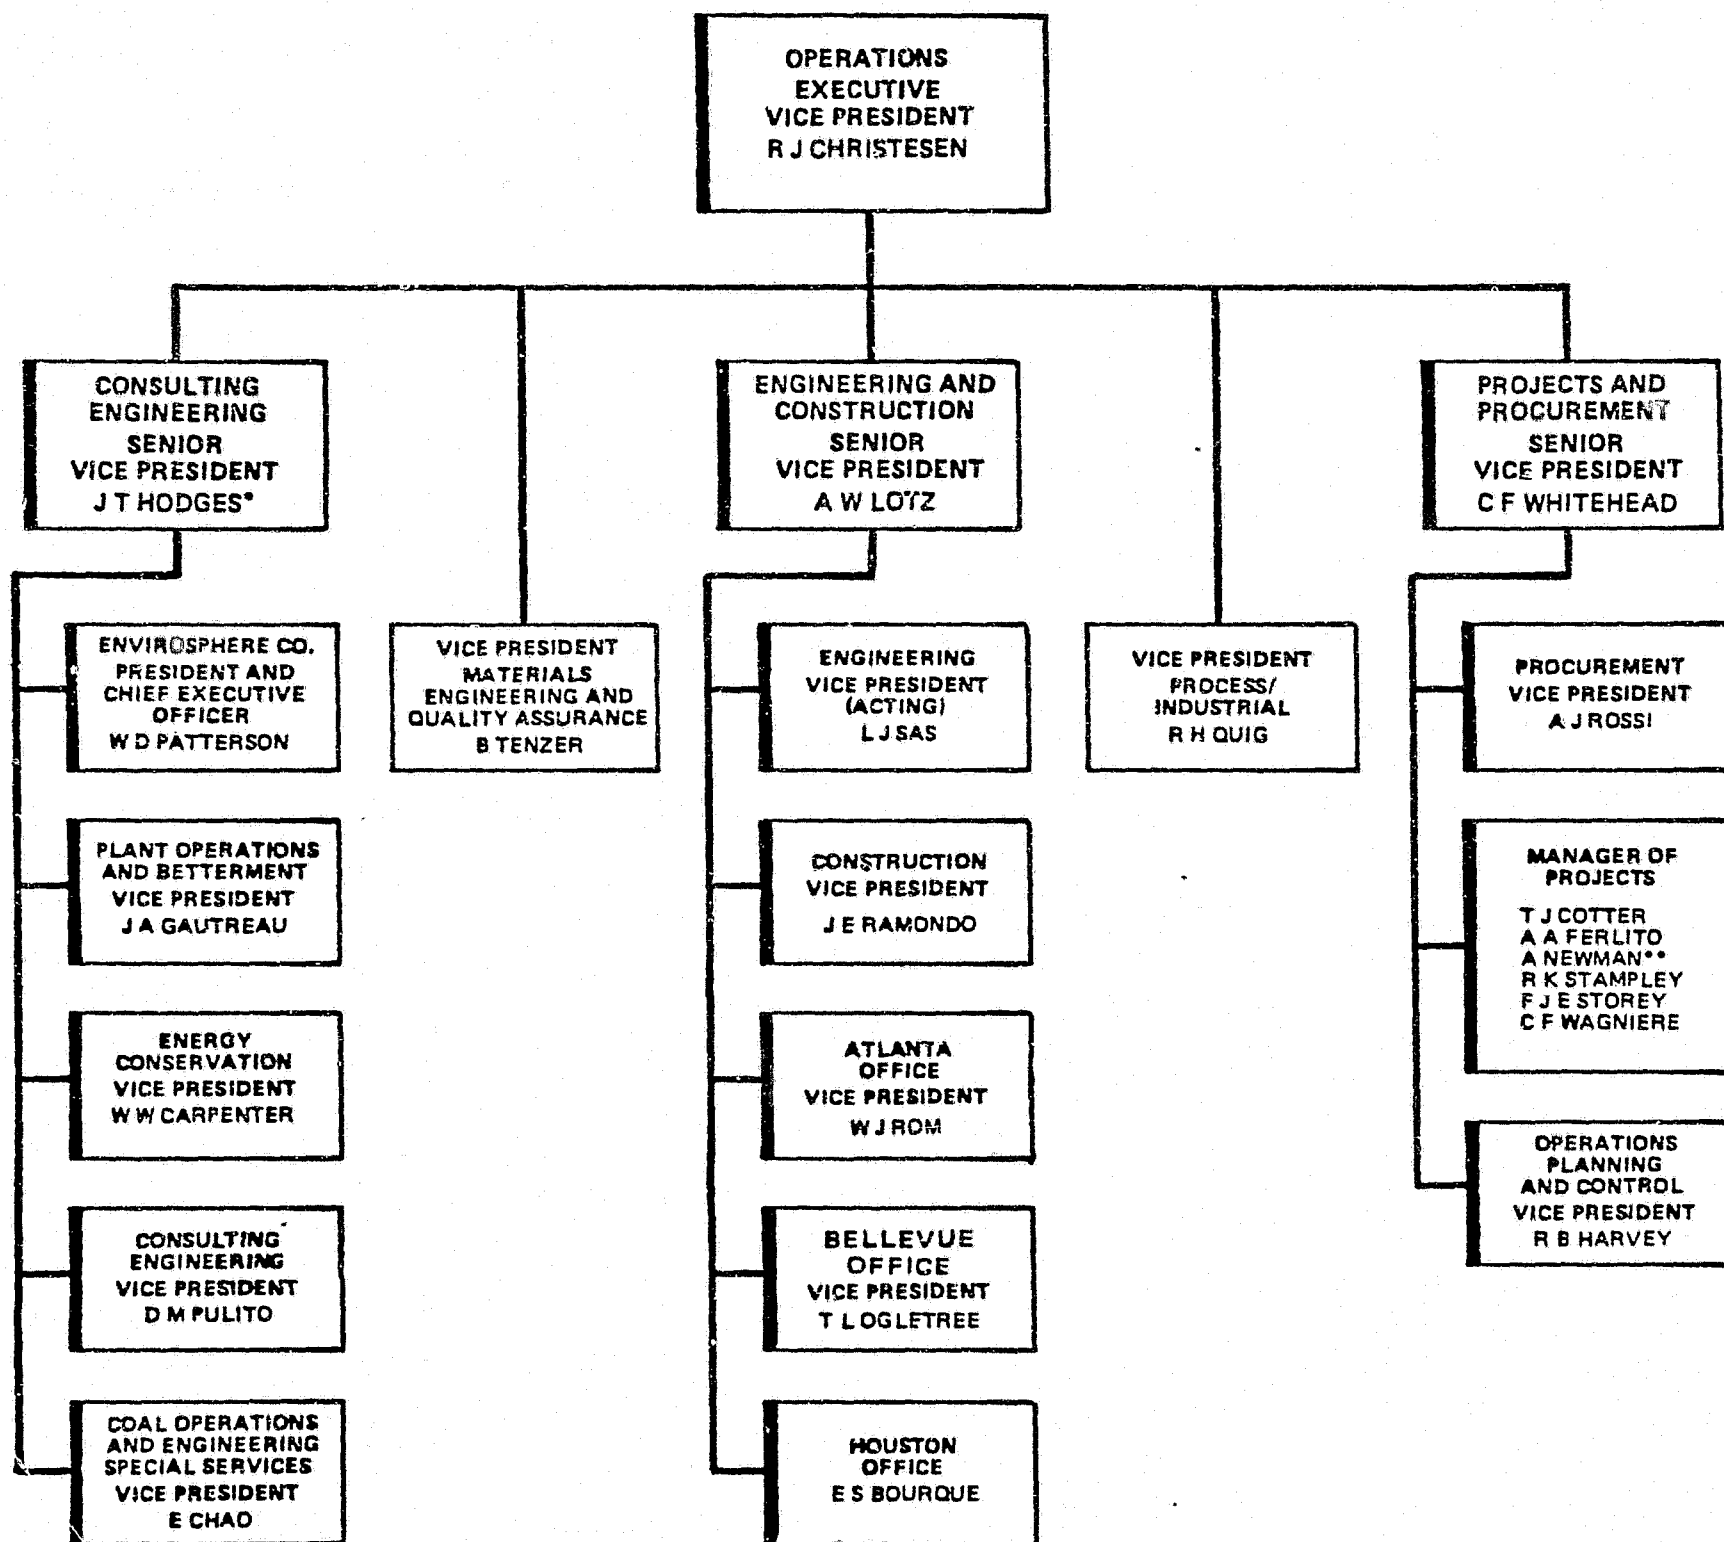 OPERATIONS
EXECUTIVE
VICE PRESIDENT
R J CHRISTESEN
CONSULTING
ENGINEERING
SENIOR
VICE PRESIDENT
J T HODGES*
ENGINEERING AND
CONSTRUCTION
SENIOR
VICE PRESIDENT
A W LOTZ
PROJECTS AND
PROCUREMENT
SENIOR
VICE PRESIDENT
C F WHITEHEAD
ENVIROSPHERE CO.
PRESIDENT AND
CHIEF EXECUTIVE
OFFICER
W D PATTERSON
VICE PRESIDENT
MATERIALS
ENGINEERING AND
QUALITY ASSURANCE
B TENZER
ENGINEERING
VICE PRESIDENT
(ACTING)
L J SAS
VICE PRESIDENT
PROCESS/
INDUSTRIAL
R H QUIG
PROCUREMENT
VICE PRESIDENT
A J ROSSI
PLANT OPERATIONS
AND BETTERMENT
VICE PRESIDENT
J A GAUTREAU
CONSTRUCTION
VICE PRESIDENT
J E RAMONDO
MANAGER OF
PROJECTS
T J COTTER
A A FERLITO
A NEWMAN**
R K STAMPLEY
F J E STOREY
C F WAGNIERE
ENERGY
CONSERVATION
VICE PRESIDENT
W W CARPENTER
ATLANTA
OFFICE
VICE PRESIDENT
W J ROM
OPERATIONS
PLANNING
AND CONTROL
VICE PRESIDENT
R B HARVEY
CONSULTING
ENGINEERING
VICE PRESIDENT
D M PULITO
BELLEVUE
OFFICE
VICE PRESIDENT
T L OGLETREE
COAL OPERATIONS
AND ENGINEERING
SPECIAL SERVICES
VICE PRESIDENT
E CHAO
HOUSTON
OFFICE
E S BOURQUE